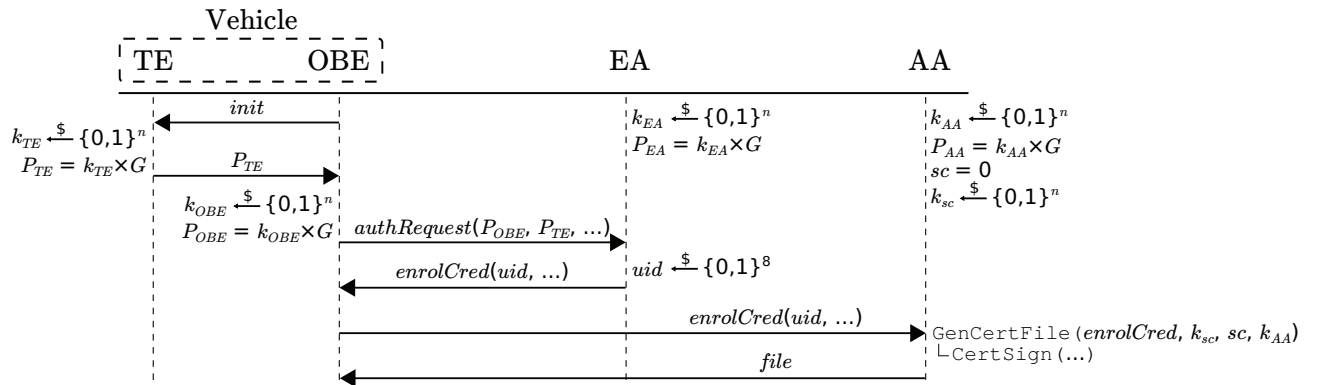 Vehicle
TE OBE EA AA
init
k_TE ←$ {0,1}^n
P_TE = k_TE×G
k_EA ←$ {0,1}^n
P_EA = k_EA×G
k_AA ←$ {0,1}^n
P_AA = k_AA×G
sc = 0
k_sc ←$ {0,1}^n
P_TE
k_OBE ←$ {0,1}^n
P_OBE = k_OBE×G
authRequest(P_OBE, P_TE, ...)
uid ←$ {0,1}^8
enrolCred(uid, ...)
enrolCred(uid, ...)
GenCertFile(enrolCred, k_sc, sc, k_AA)
└CertSign(...)
file